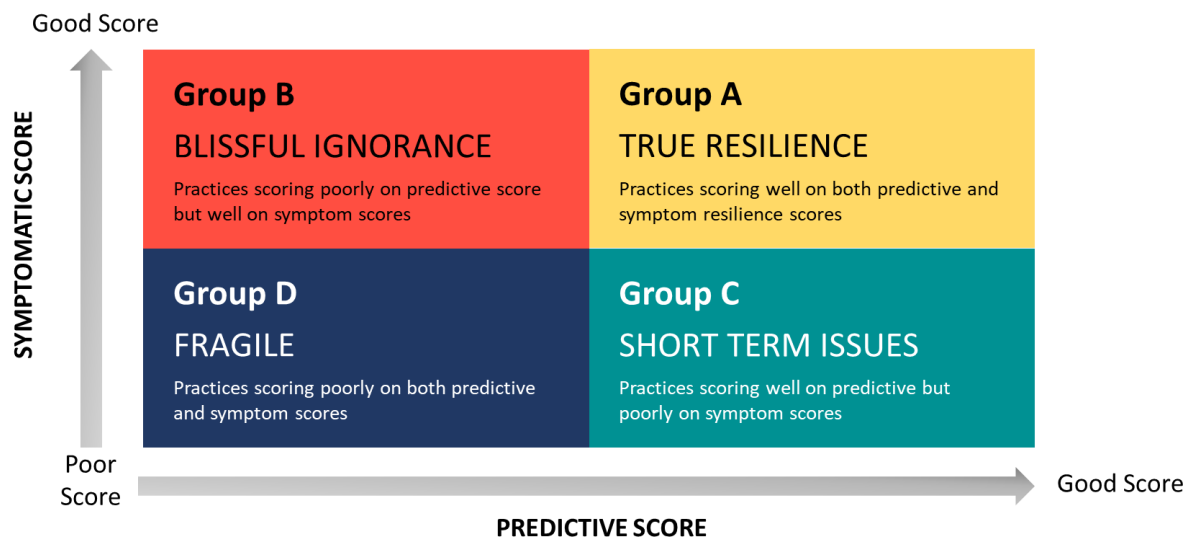 Good Score
SYMPTOMATIC SCORE
Group B
BLISSFUL IGNORANCE
Practices scoring poorly on predictive score
but well on symptom scores
Group A
TRUE RESILIENCE
Practices scoring well on both predictive and
symptom resilience scores
Group D
FRAGILE
Practices scoring poorly on both predictive
and symptom scores
Group C
SHORT TERM ISSUES
Practices scoring well on predictive but
poorly on symptom scores
Poor
Score
Good Score
PREDICTIVE SCORE